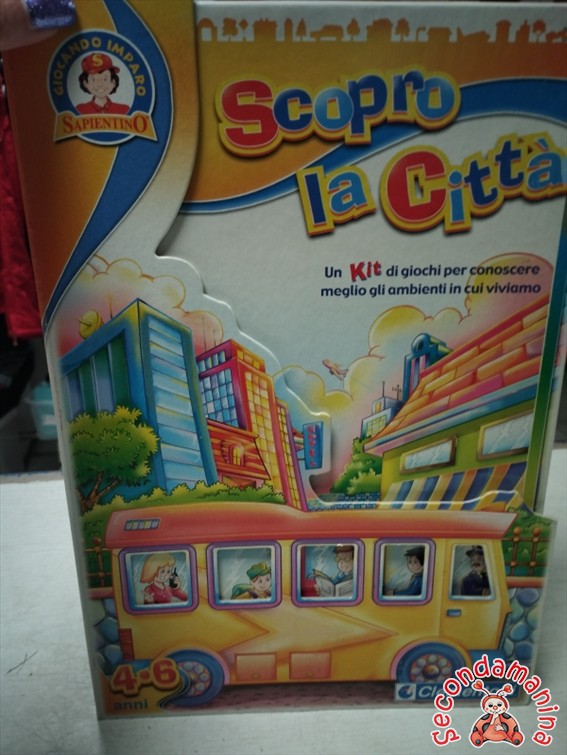 GIOCANDO IMPARO
S
SAPIENTINO
Scopro
la Città
Un Kit di giochi per conoscere
meglio gli ambienti in cui viviamo
4-6
anni
secondamanina